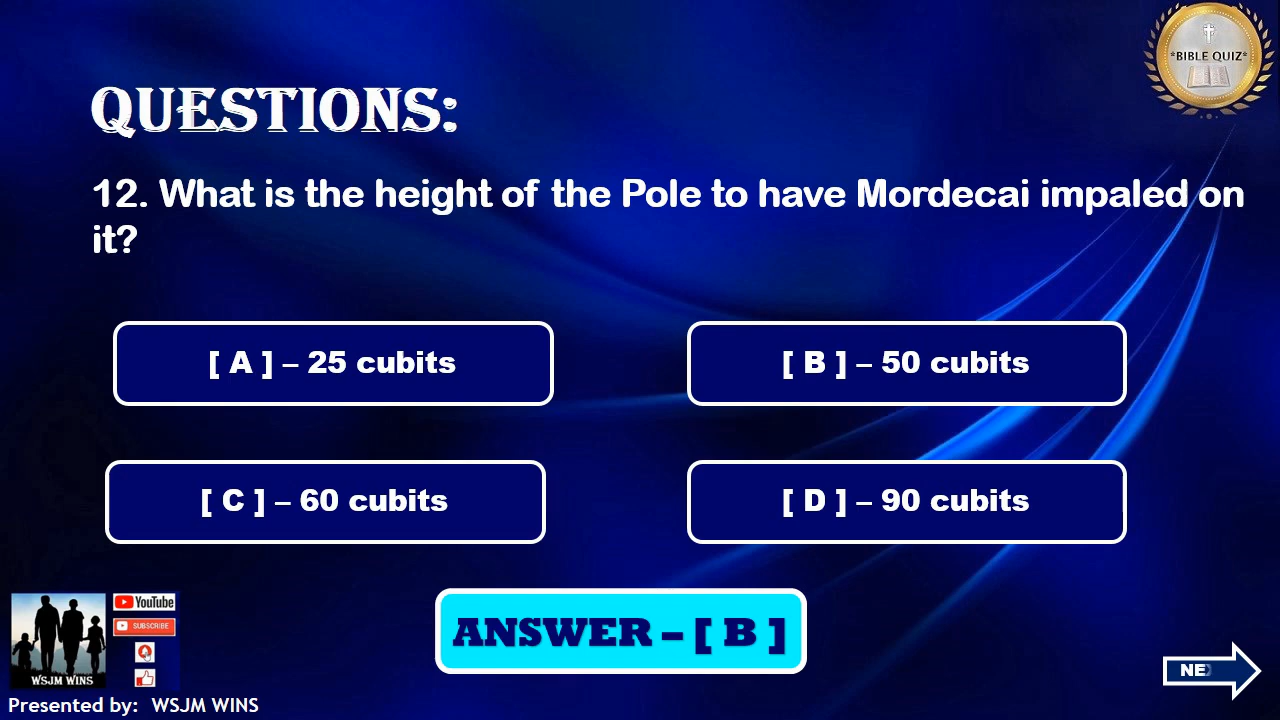 *BIBLE QUIZ*
QUESTIONS:
12. What is the height of the Pole to have Mordecai impaled on
it?
[ A ] – 25 cubits
[ B ] – 50 cubits
[ C ] – 60 cubits
[ D ] – 90 cubits
ANSWER – [ B ]
YouTube
SUBSCRIBE
WSJM WINS
NE
Presented by: WSJM WINS